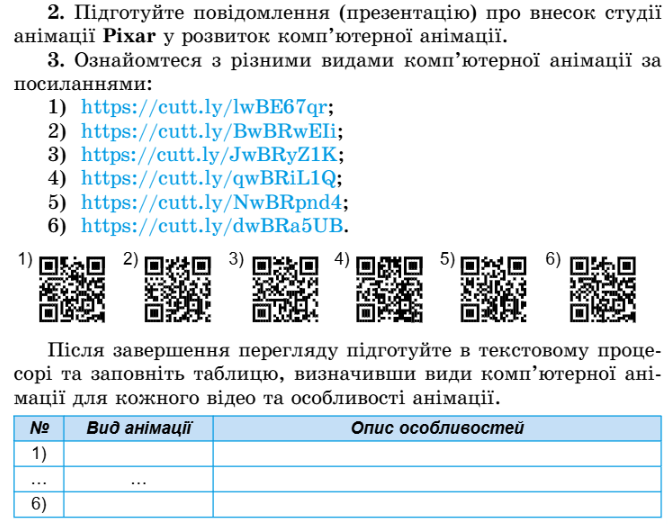 2. Підготуйте повідомлення (презентацію) про внесок студії
анімації Pixar у розвиток комп’ютерної анімації.
3. Ознайомтеся з різними видами комп’ютерної анімації за
посиланнями:
1) https://cutt.ly/lwBE67qr;
2) https://cutt.ly/BwBRwEIi;
3) https://cutt.ly/JwBRyZ1K;
4) https://cutt.ly/qwBRiL1Q;
5) https://cutt.ly/NwBRpnd4;
6) https://cutt.ly/dwBRa5UB.
1) 2) 3) 4) 5) 6)
Після завершення перегляду підготуйте в текстовому проце-
сорі та заповніть таблицю, визначивши види комп’ютерної ані-
мації для кожного відео та особливості анімації.
№ Вид анімації Опис особливостей
1)
... ...
6)